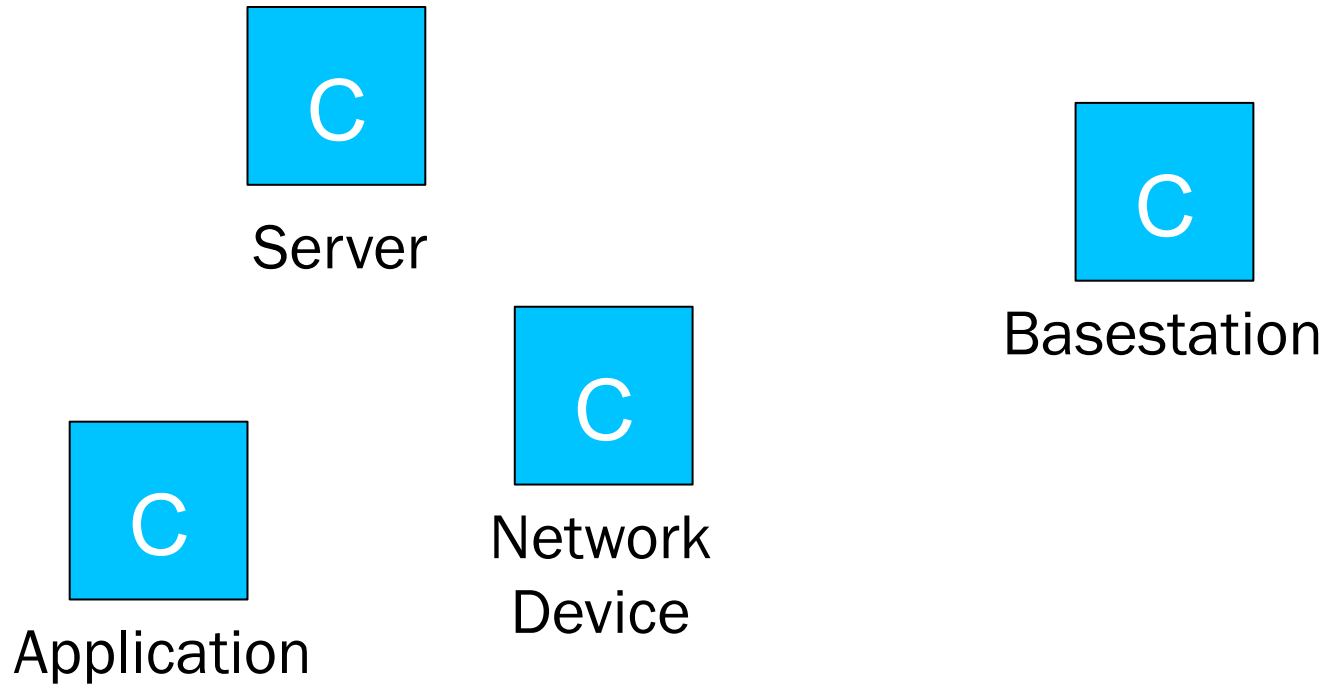 C
Server
C
Basestation
C
Network
Device
C
Application